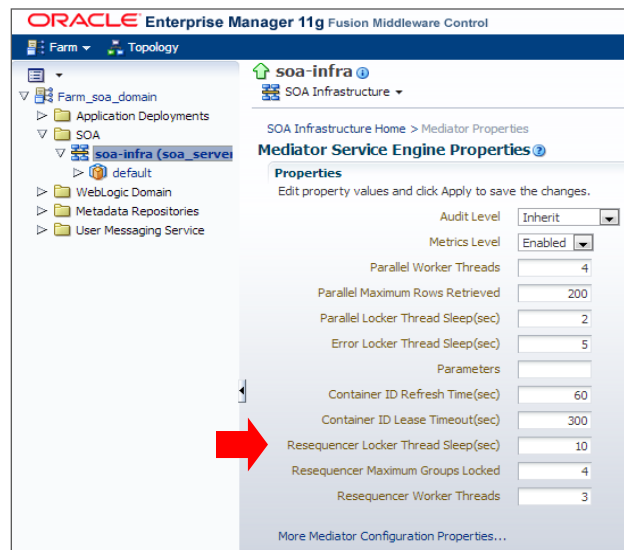 ORACLE Enterprise Manager 11g Fusion Middleware Control
Farm Topology
soa-infra
SOA Infrastructure
Farm_soa_domain
Application Deployments
SOA
soa-infra (soa_server
default
WebLogic Domain
Metadata Repositories
User Messaging Service
SOA Infrastructure Home > Mediator Properties
Mediator Service Engine Properties
Properties
Edit property values and click Apply to save the changes.
Audit Level Inherit
Metrics Level Enabled
Parallel Worker Threads 4
Parallel Maximum Rows Retrieved 200
Parallel Locker Thread Sleep(sec) 2
Error Locker Thread Sleep(sec) 5
Parameters
Container ID Refresh Time(sec) 60
Container ID Lease Timeout(sec) 300
Resequencer Locker Thread Sleep(sec) 10
Resequencer Maximum Groups Locked 4
Resequencer Worker Threads 3
More Mediator Configuration Properties...